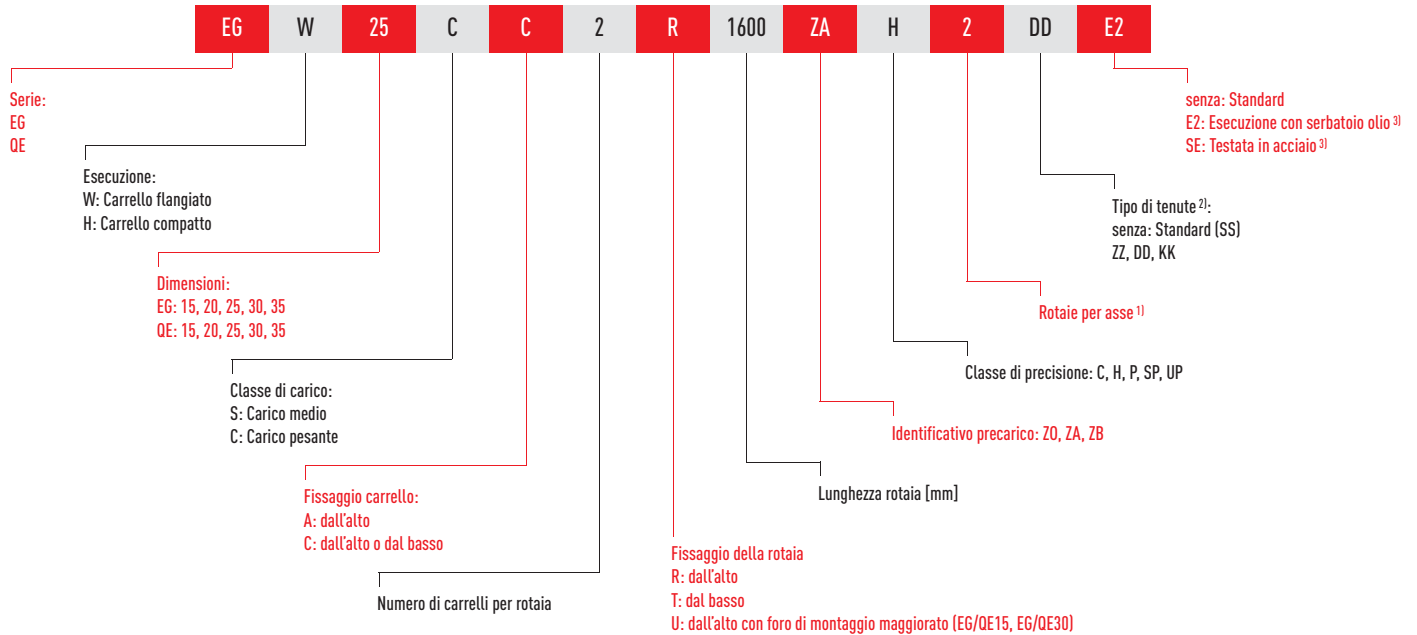 EG W 25 C C 2 R 1600 ZA H 2 DD E2
Serie:
EG
QE
Esecuzione:
W: Carrello flangiato
H: Carrello compatto
Dimensioni:
EG: 15, 20, 25, 30, 35
QE: 15, 20, 25, 30, 35
Classe di carico:
S: Carico medio
C: Carico pesante
Fissaggio carrello:
A: dall'alto
C: dall'alto o dal basso
Numero di carrelli per rotaia
Fissaggio della rotaia
R: dall'alto
T: dal basso
U: dall'alto con foro di montaggio maggiorato (EG/QE15, EG/QE30)
Lunghezza rotaia [mm]
Identificativo precarico: Z0, ZA, ZB
Classe di precisione: C, H, P, SP, UP
Rotaie per asse 1)
Tipo di tenute 2):
senza: Standard (SS)
ZZ, DD, KK
senza: Standard
E2: Esecuzione con serbatoio olio 3)
SE: Testata in acciaio 3)